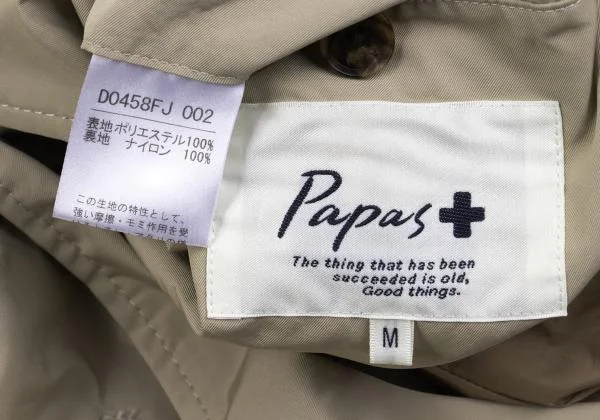 D0458FJ 002
表地 ポリエステル100%
裏地 ナイロン 100%
この生地の特性として、
強い摩擦・モミ作用を受
Papas
The thing that has been
succeeded is old,
Good things.
M